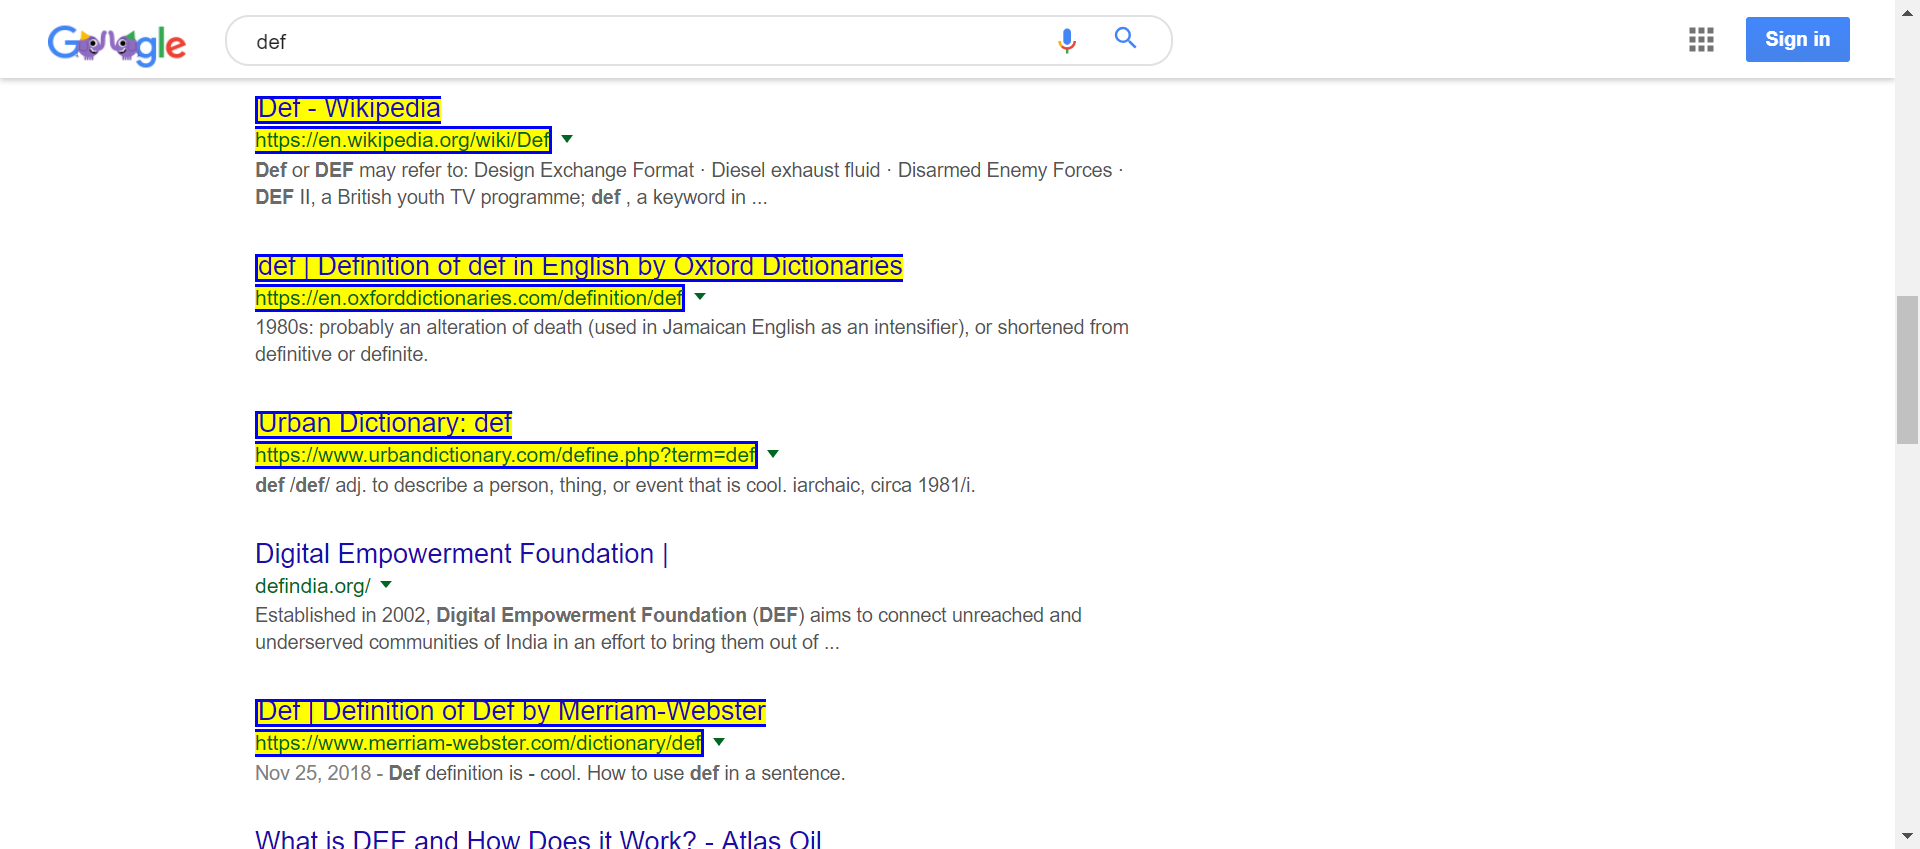 Google
def
Sign in
Def - Wikipedia
https://en.wikipedia.org/wiki/Def
Def or DEF may refer to: Design Exchange Format · Diesel exhaust fluid · Disarmed Enemy Forces ·
DEF II, a British youth TV programme; def , a keyword in ...
def | Definition of def in English by Oxford Dictionaries
https://en.oxforddictionaries.com/definition/def
1980s: probably an alteration of death (used in Jamaican English as an intensifier), or shortened from
definitive or definite.
Urban Dictionary: def
https://www.urbandictionary.com/define.php?term=def
def /def/ adj. to describe a person, thing, or event that is cool. iarchaic, circa 1981/i.
Digital Empowerment Foundation |
defindia.org/
Established in 2002, Digital Empowerment Foundation (DEF) aims to connect unreached and
underserved communities of India in an effort to bring them out of ...
Def | Definition of Def by Merriam-Webster
https://www.merriam-webster.com/dictionary/def
Nov 25, 2018 - Def definition is - cool. How to use def in a sentence.
What is DEF and How Does it Work? - Atlas Oil